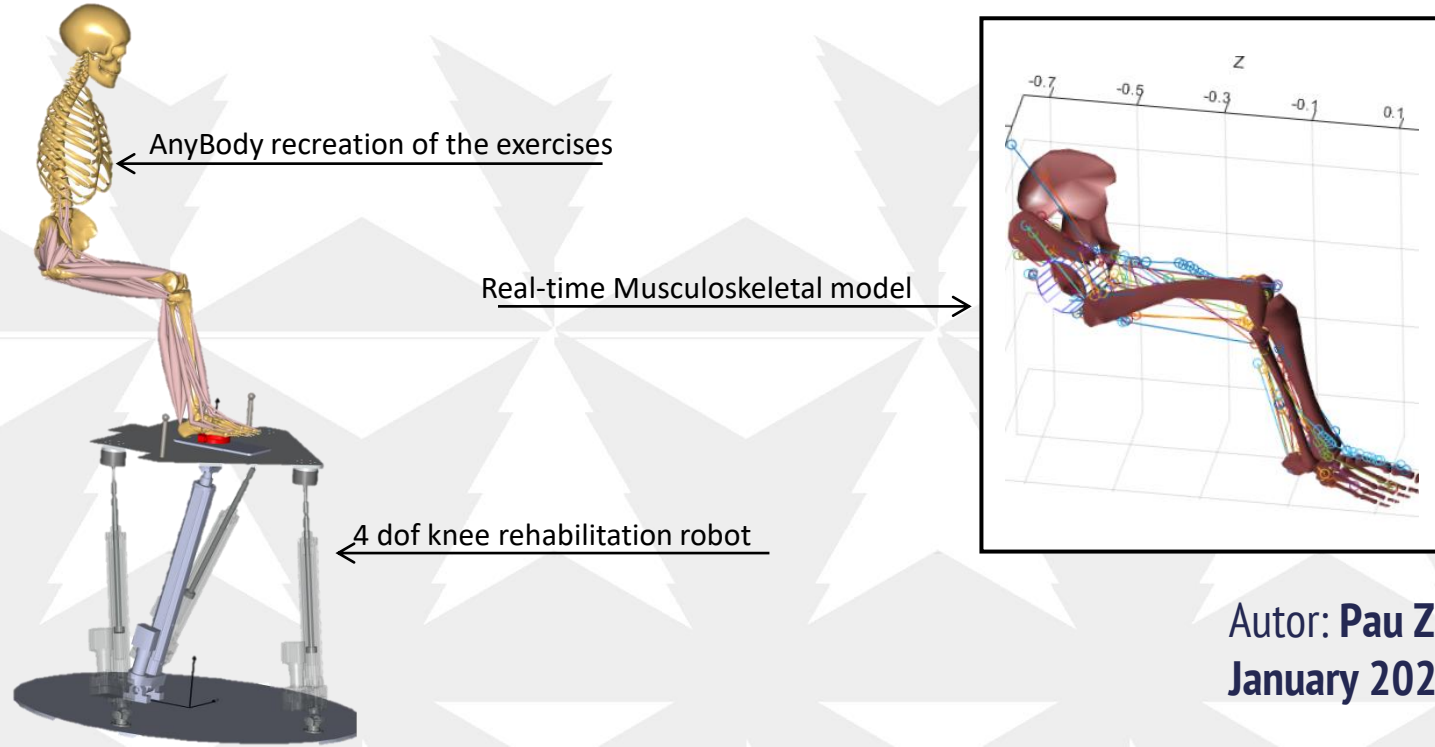 Z
-0.7 -0.5 -0.3 -0.1 0.1
AnyBody recreation of the exercises
Real-time Musculoskeletal model
4 dof knee rehabilitation robot
Autor: Pau Z
January 202